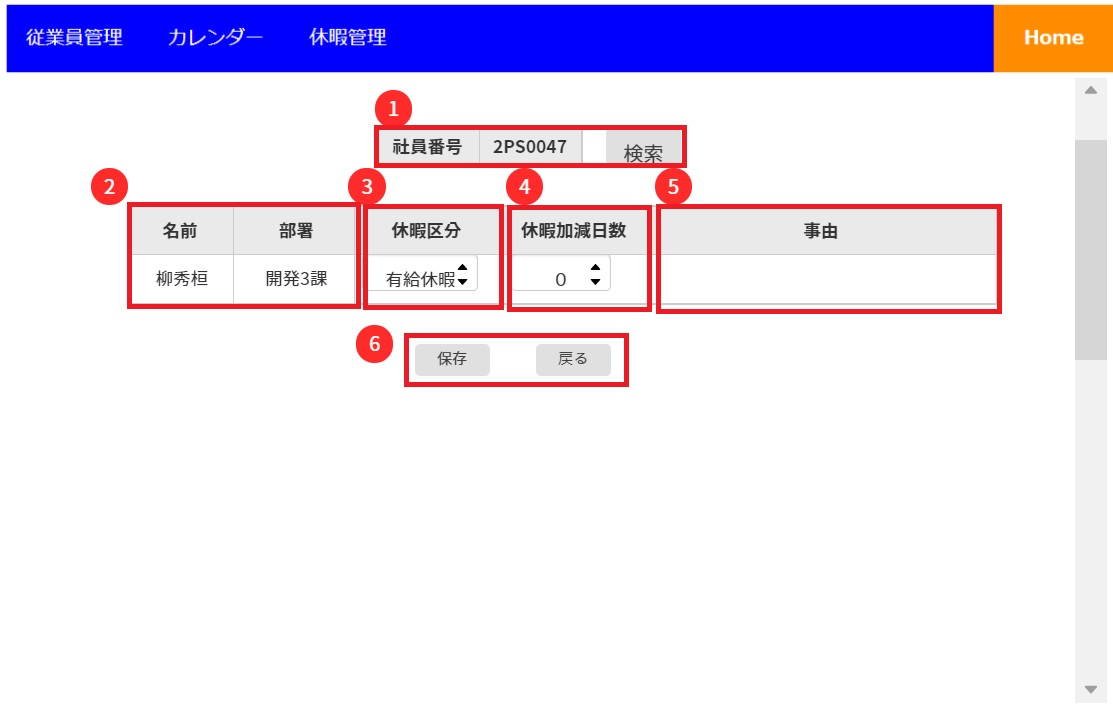 従業員管理 カレンダー 休暇管理 Home
1
社員番号 2PS0047 検索
2 3 4 5
名前 部署 休暇区分 休暇加減日数 事由
柳秀桓 開発3課 有給休暇 0
6
保存 戻る